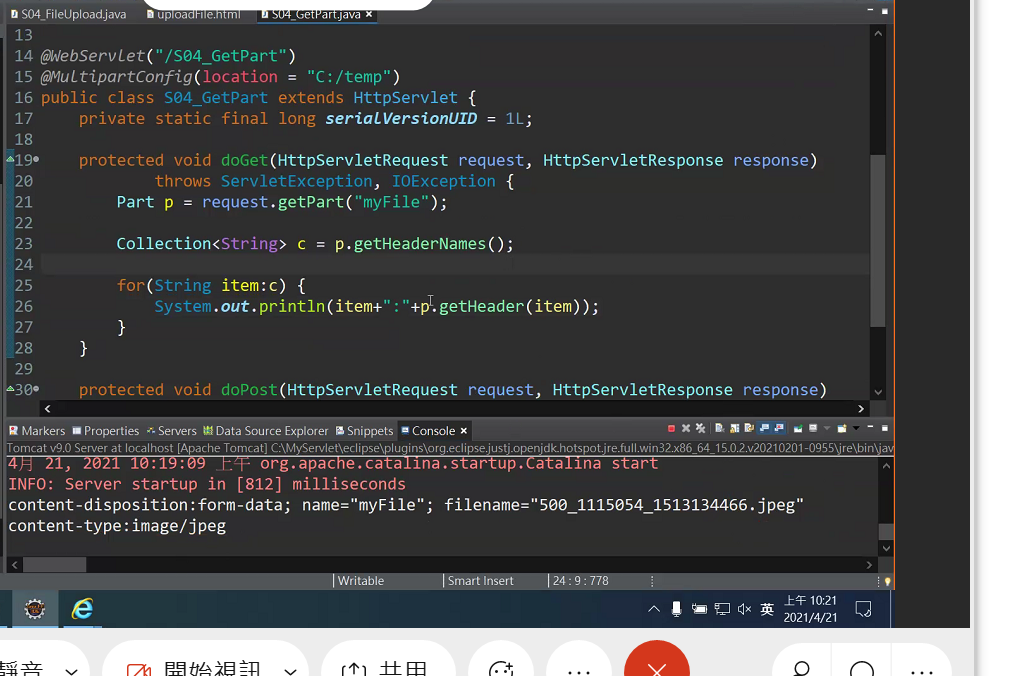 S04_FileUpload.java uploadFile.html S04_GetPart.java
13
14 @WebServlet("/S04_GetPart")
15 @MultipartConfig(location = "C:/temp")
16 public class S04_GetPart extends HttpServlet {
17 private static final long serialVersionUID = 1L;
18
19 protected void doGet(HttpServletRequest request, HttpServletResponse response)
20 throws ServletException, IOException {
21 Part p = request.getPart("myFile");
22
23 Collection<String> c = p.getHeaderNames();
24
25 for(String item:c) {
26 System.out.println(item+":"+p.getHeader(item));
27 }
28 }
29
30 protected void doPost(HttpServletRequest request, HttpServletResponse response)
Markers Properties Servers Data Source Explorer Snippets Console
Tomcat v9.0 Server at localhost [Apache Tomcat] C:\MyServlet\eclipse\plugins\org.eclipse.justj.openjdk.hotspot.jre.full.win32.x86_64_15.0.2.v20210201-0955\jre\bin\jav
4月 21, 2021 10:19:09 上午 org.apache.catalina.startup.Catalina start
INFO: Server startup in [812] milliseconds
content-disposition:form-data; name="myFile"; filename="500_1115054_1513134466.jpeg"
content-type:image/jpeg
Writable Smart Insert 24 : 9 : 778
英 上午 10:21
2021/4/21
靜音 開始視訊 共用